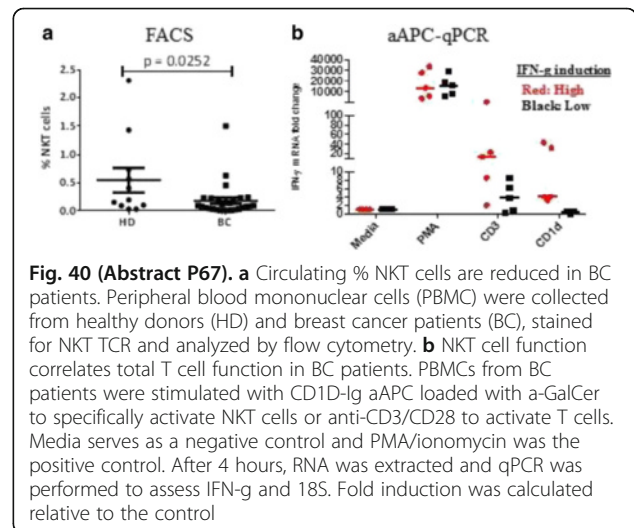 a FACS
p = 0.0252
2.5
2.0
1.5
1.0
0.5
0.0
% NKT cells
HD BC
b aAPC-qPCR
40000
30000
20000
10000
100
60
20
8
6
4
2
0
IFN-γ mRNA fold change
IFN-g induction
Red: High
Black: Low
Media PMA CD3 CD1d
Fig. 40 (Abstract P67). a Circulating % NKT cells are reduced in BC
patients. Peripheral blood mononuclear cells (PBMC) were collected
from healthy donors (HD) and breast cancer patients (BC), stained
for NKT TCR and analyzed by flow cytometry. b NKT cell function
correlates total T cell function in BC patients. PBMCs from BC
patients were stimulated with CD1D-Ig aAPC loaded with a-GalCer
to specifically activate NKT cells or anti-CD3/CD28 to activate T cells.
Media serves as a negative control and PMA/ionomycin was the
positive control. After 4 hours, RNA was extracted and qPCR was
performed to assess IFN-g and 18S. Fold induction was calculated
relative to the control